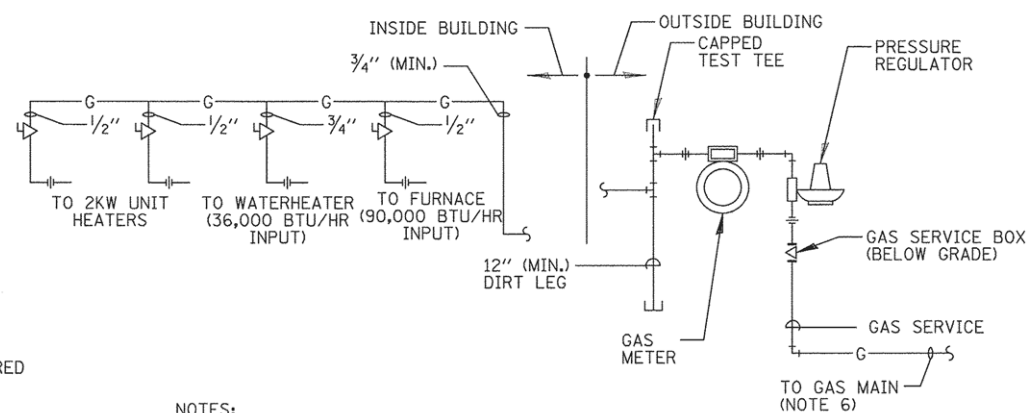 INSIDE BUILDING
OUTSIDE BUILDING
CAPPED
TEST TEE
PRESSURE
REGULATOR
3/4" (MIN.)
G
G
G
G
1/2"
1/2"
3/4"
1/2"
TO 2KW UNIT
HEATERS
TO WATERHEATER
(36,000 BTU/HR
INPUT)
TO FURNACE
(90,000 BTU/HR
INPUT)
12" (MIN.)
DIRT LEG
GAS
METER
GAS SERVICE BOX
(BELOW GRADE)
GAS SERVICE
G
TO GAS MAIN
(NOTE 6)
RED
NOTES: